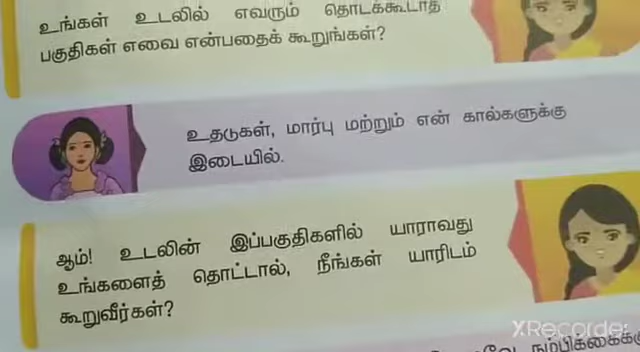 உங்கள் உடலில் எவரும் தொடக்கூடாத
பகுதிகள் எவை என்பதைக் கூறுங்கள்?
உதடுகள், மார்பு மற்றும் என் கால்களுக்கு
இடையில்.
ஆம்! உடலின் இப்பகுதிகளில் யாராவது
உங்களைத் தொட்டால், நீங்கள் யாரிடம்
கூறுவீர்கள்?
XRecorder